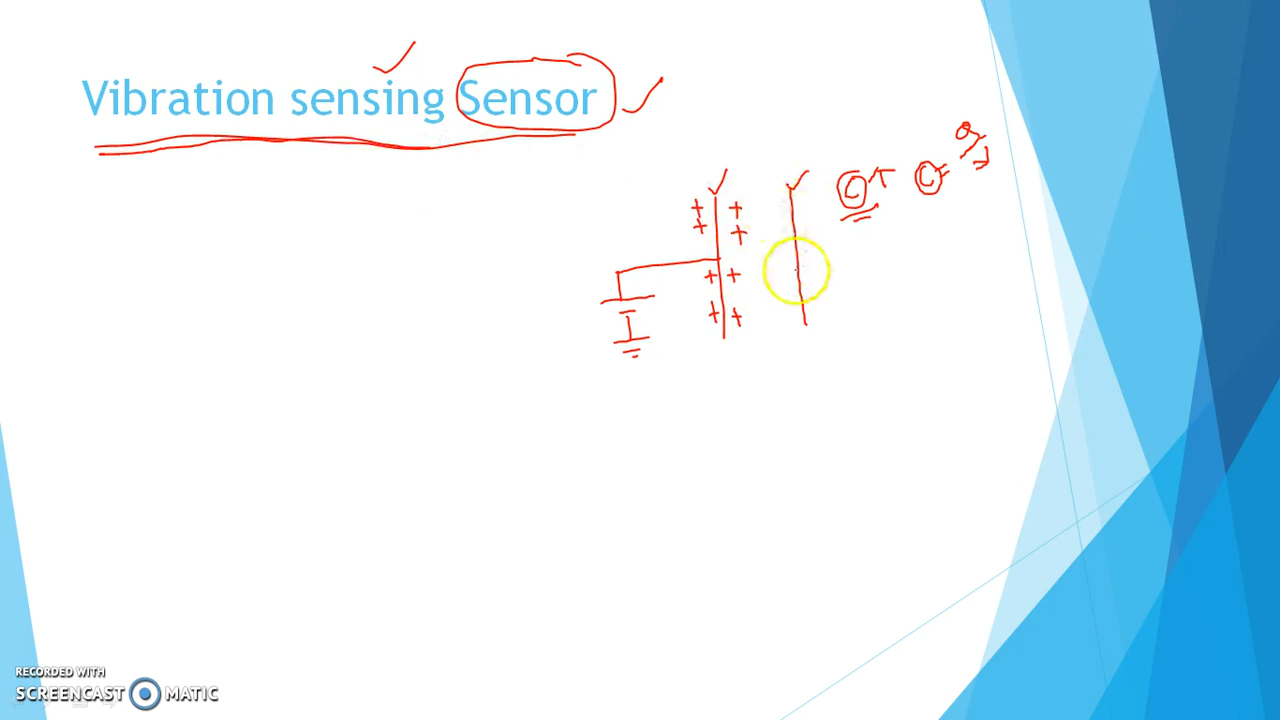 Vibration sensing Sensor
+ +
+ +
+ +
+ +
C↑ C
RECORDED WITH
SCREENCAST MATIC